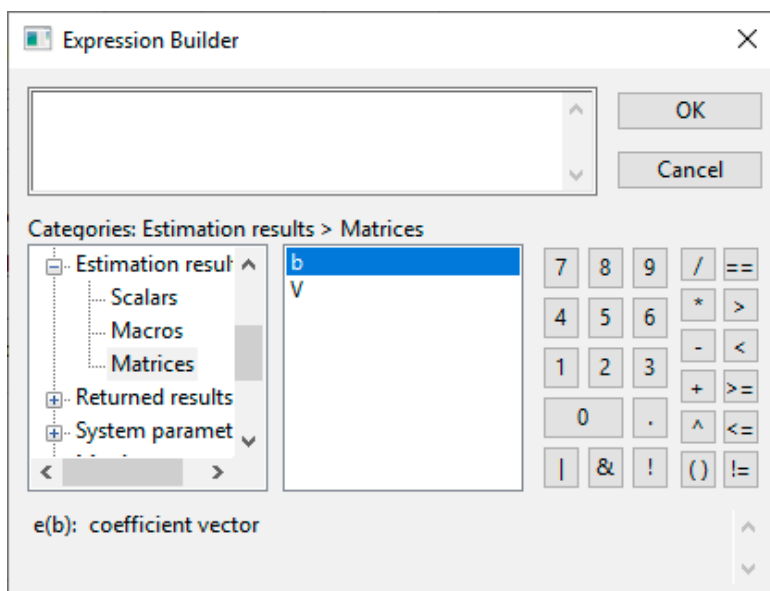 Expression Builder
OK
Cancel
Categories: Estimation results > Matrices
Estimation result
Scalars
Macros
Matrices
Returned results
System paramet
b
V
7 8 9 / ==
4 5 6 * >
1 2 3 - <
+ >=
0 . ^ <=
| & ! () !=
e(b): coefficient vector